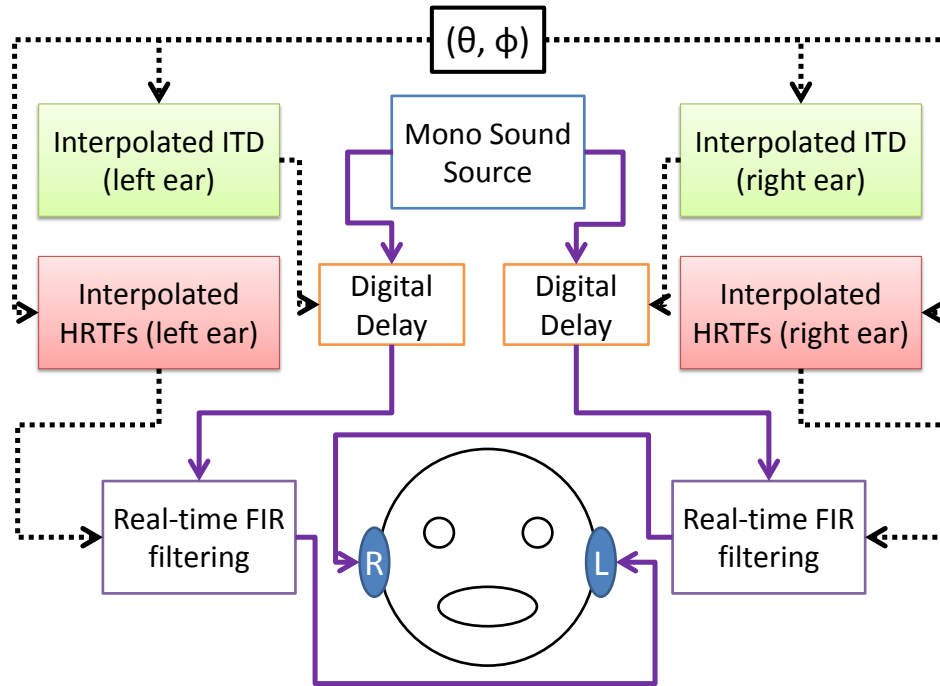 (θ, ϕ)
Interpolated ITD
(left ear)
Mono Sound
Source
Interpolated ITD
(right ear)
Interpolated
HRTFs (left ear)
Digital
Delay
Digital
Delay
Interpolated
HRTFs (right ear)
Real-time FIR
filtering
R
L
Real-time FIR
filtering